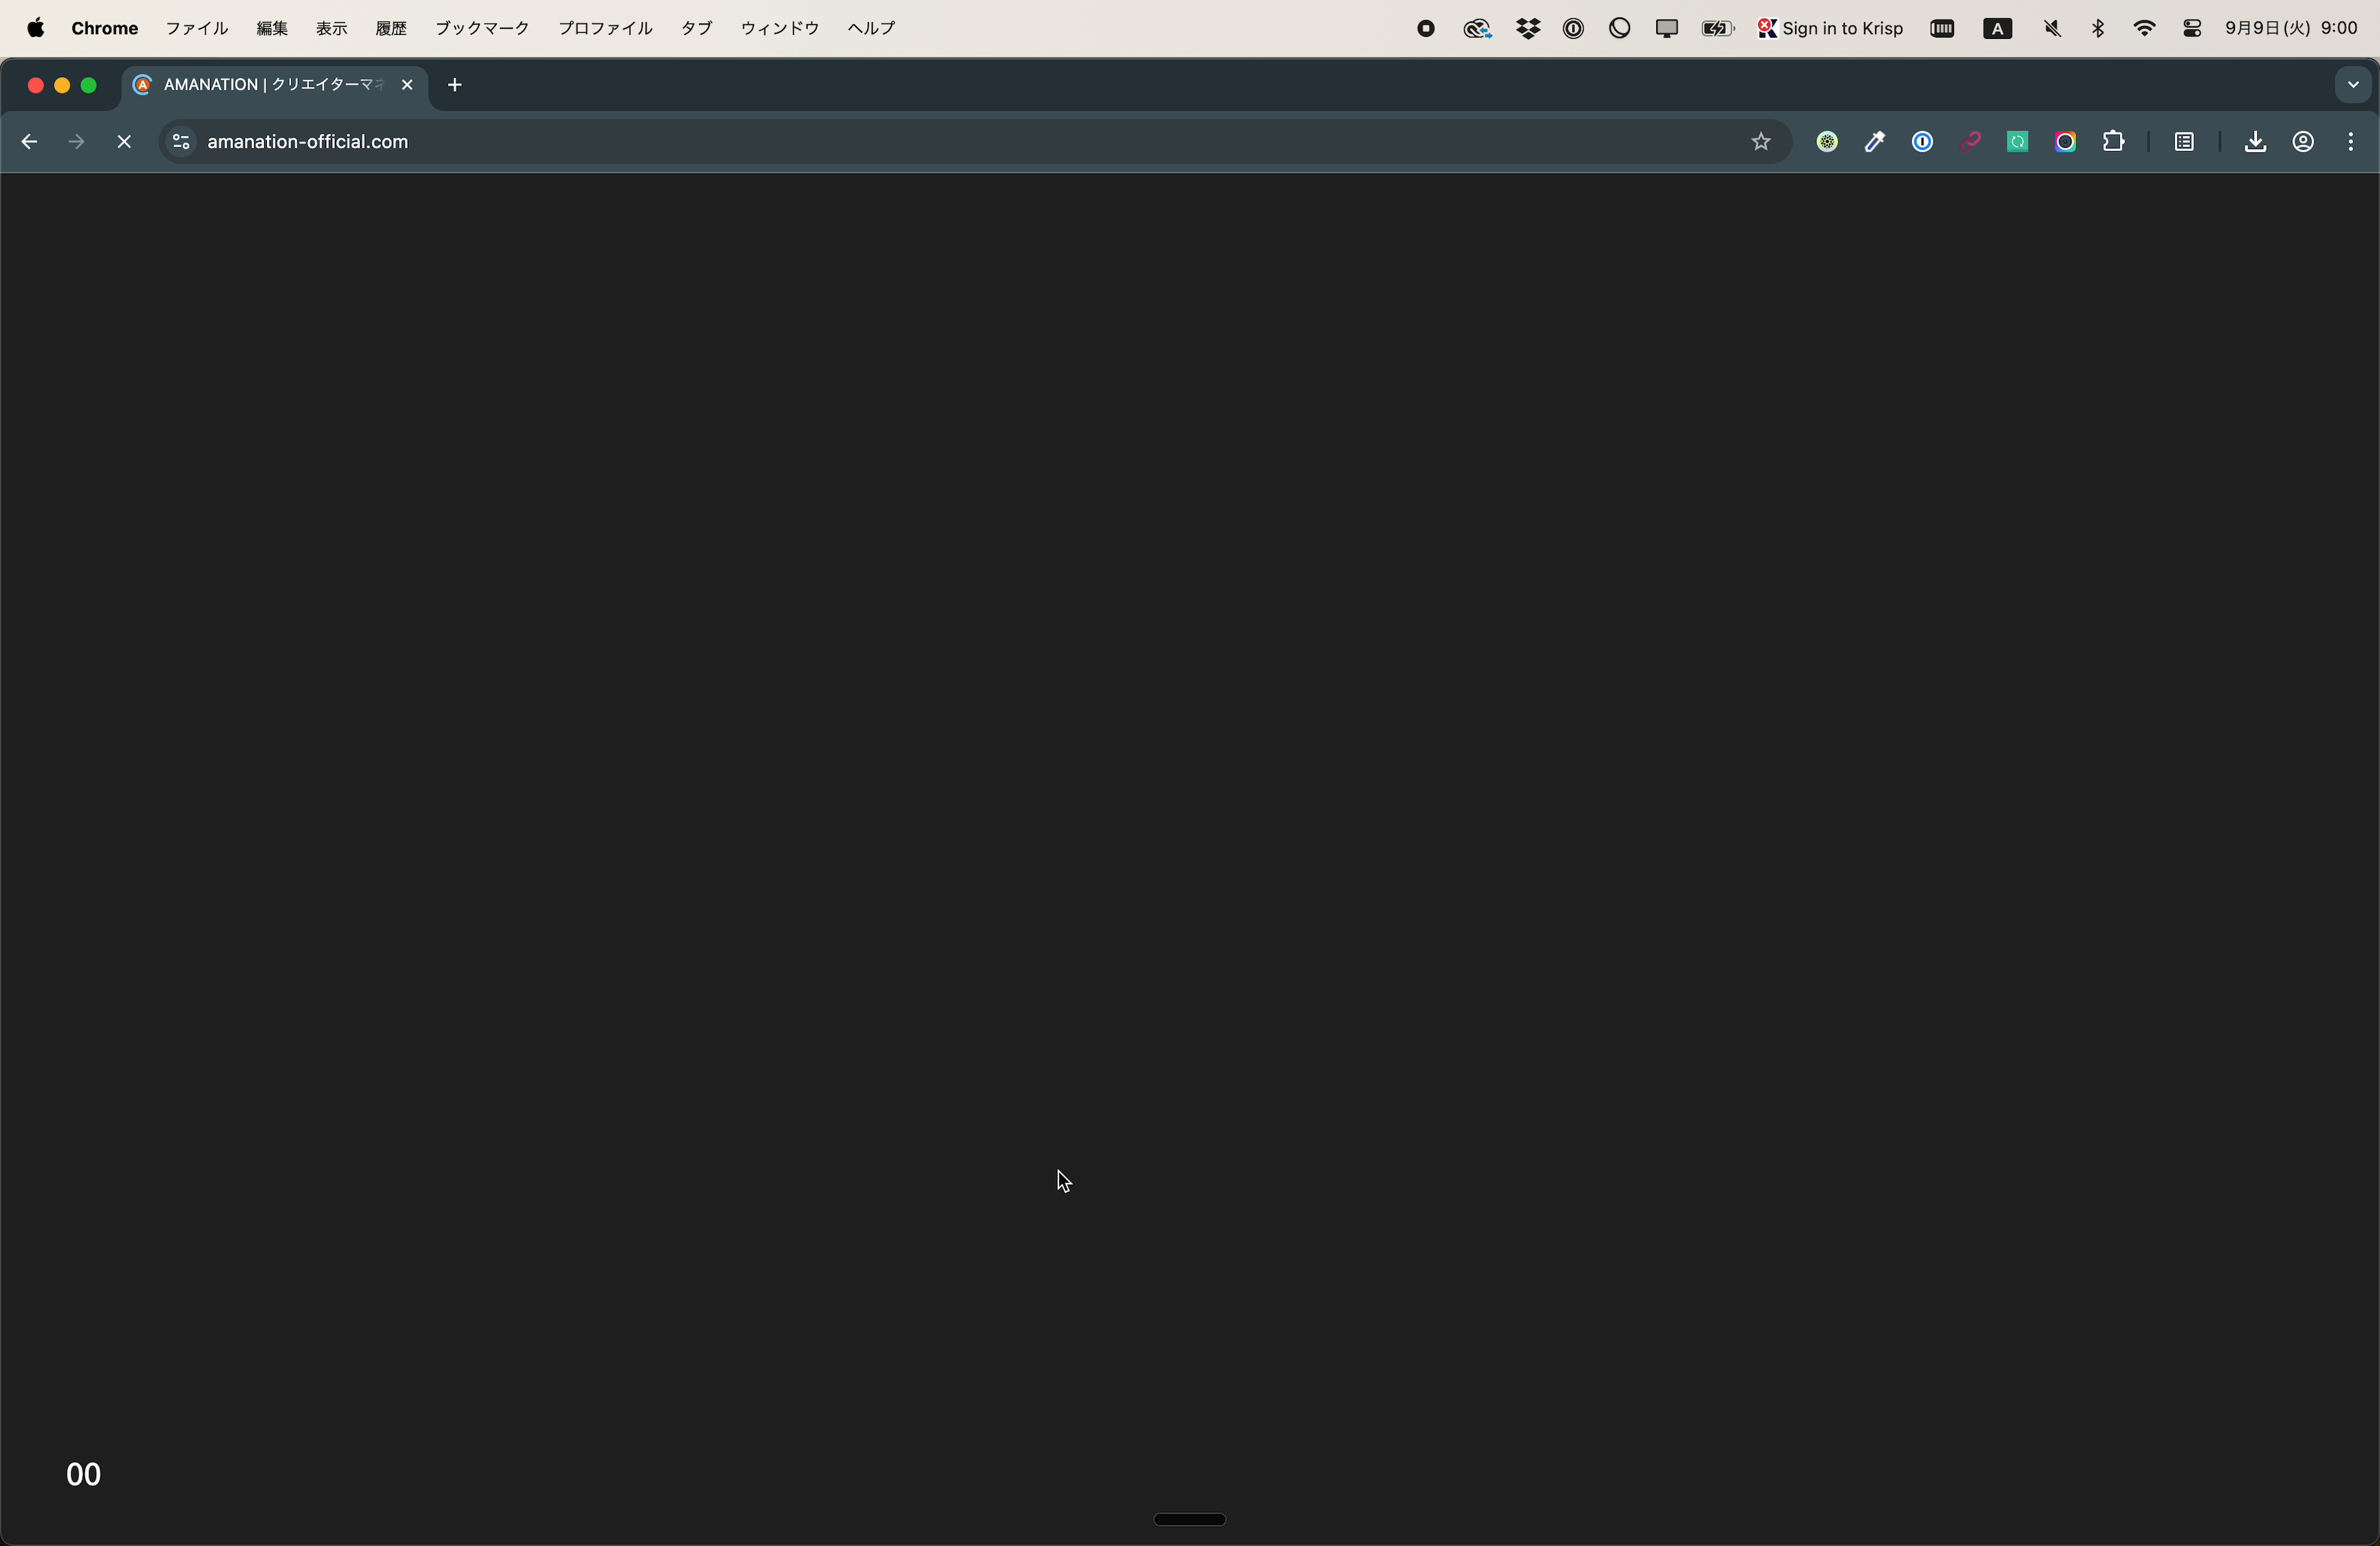 Chrome ファイル 編集 表示 履歴 ブックマーク プロファイル タブ ウィンドウ ヘルプ Sign in to Krisp A 9月9日(火) 9:00
AMANATION | クリエイターマ
amanation-official.com
00